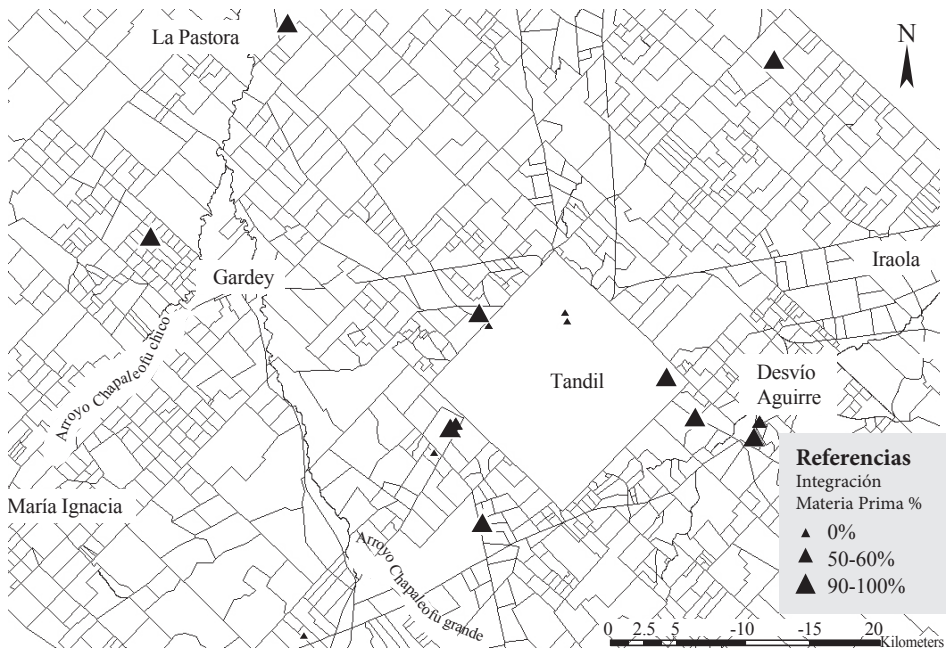 La Pastora
N
Iraola
Gardey
Arroyo Chapaleofu chico
Tandil
Desvío
Aguirre
María Ignacia
Arroyo Chapaleofu grande
Referencias
Integración
Materia Prima %
0%
50-60%
90-100%
0 2.5 5 -10 -15 20
Kilometers